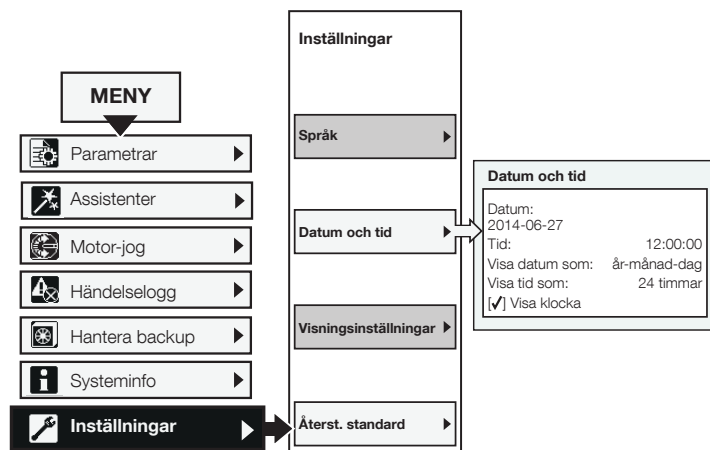 MENY
Parametrar
Assistenter
Motor-jog
Händelselogg
Hantera backup
Systeminfo
Inställningar
Inställningar
Språk
Datum och tid
Visningsinställningar
Återst. standard
Datum och tid
Datum:
2014-06-27
Tid: 12:00:00
Visa datum som: år-månad-dag
Visa tid som: 24 timmar
[✓] Visa klocka